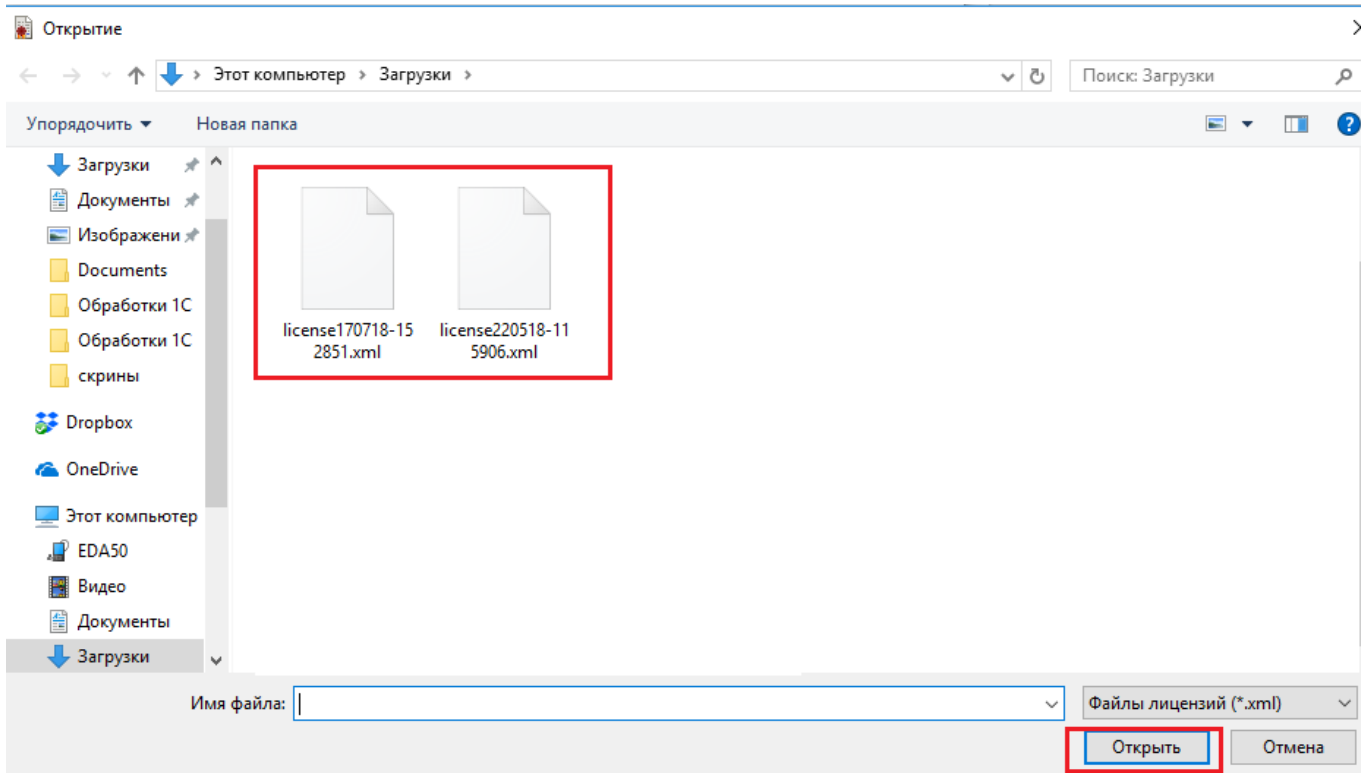 Открытие
Этот компьютер > Загрузки >
Поиск: Загрузки
Упорядочить
Новая папка
Загрузки
Документы
Изображени
Documents
Обработки 1С
Обработки 1С
скрины
Dropbox
OneDrive
Этот компьютер
EDA50
Видео
Документы
Загрузки
license170718-15
2851.xml
license220518-11
5906.xml
Имя файла:
Файлы лицензий (*.xml)
Открыть
Отмена